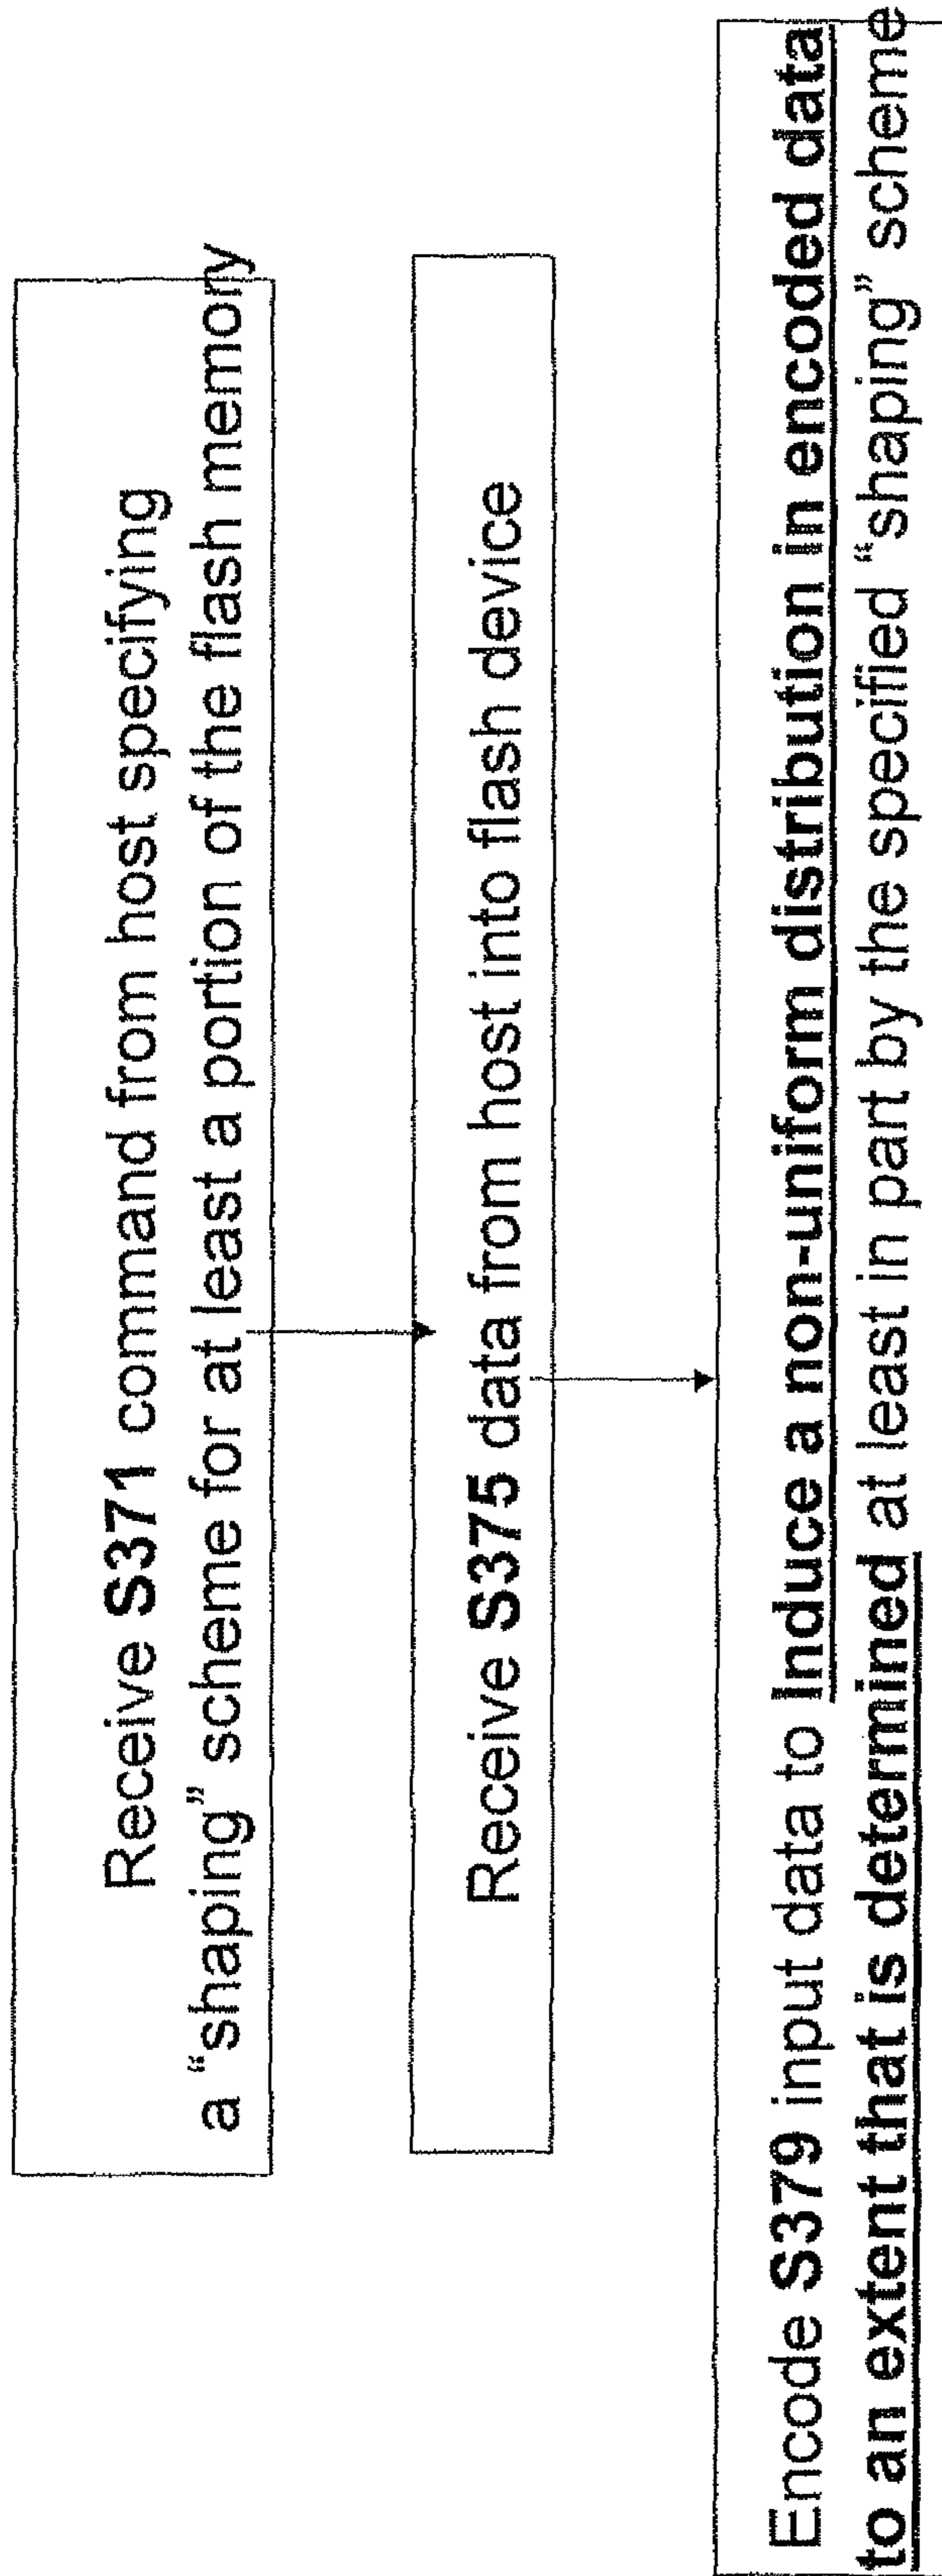 Receive S371 command from host specifying
a “shaping” scheme for at least a portion of the flash memory
Receive S375 data from host into flash device
Encode S379 input data to Induce a non-uniform distribution in encoded data
to an extent that is determined at least in part by the specified “shaping” scheme